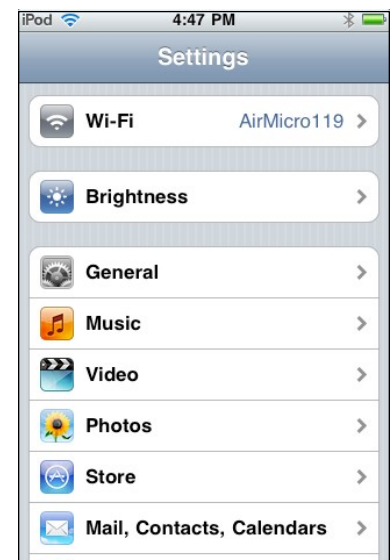 iPod 4:47 PM
Settings
Wi-Fi AirMicro119
Brightness
General
Music
Video
Photos
Store
Mail, Contacts, Calendars